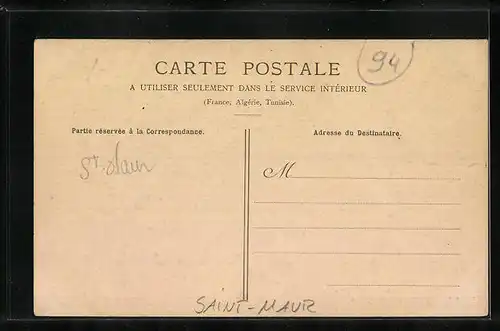 94
CARTE POSTALE
A UTILISER SEULEMENT DANS LE SERVICE INTÉRIEUR
(France, Algérie, Tunisie).
Partie réservée à la Correspondance.
Adresse du Destinataire.
St. Maur
M
SAINT-MAUR